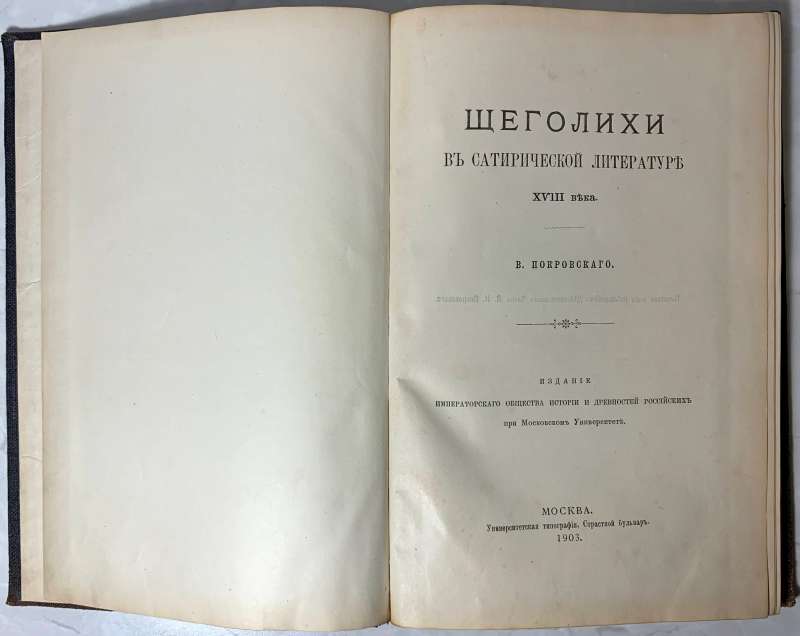 ЩЕГОЛИХИ
ВЪ САТИРИЧЕСКОЙ ЛИТЕРАТУРѢ
XVIII вѣка.
В. ПОКРОВСКАГО.
ИЗДАНІЕ
ИМПЕРАТОРСКАГО ОБЩЕСТВА ИСТОРІИ И ДРЕВНОСТЕЙ РОССІЙСКИХЪ
при Московскомъ Университетѣ.
МОСКВА.
Университетская типографія, Страстной бульваръ.
1903.